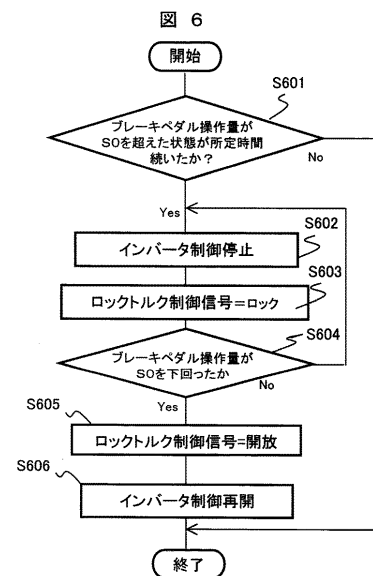 図 6
開始
S601
ブレーキペダル操作量が
S0を超えた状態が所定時間
続いたか?
No
Yes
S602
インバータ制御停止
S603
ロックトルク制御信号=ロック
S604
ブレーキペダル操作量が
S0を下回ったか
No
Yes
S605
ロックトルク制御信号=開放
S606
インバータ制御再開
終了